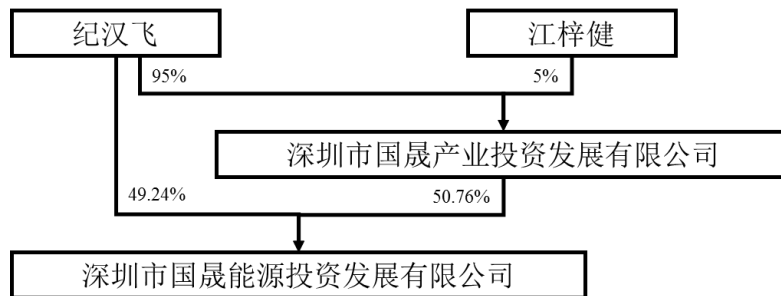 纪汉飞
江梓健
95%
5%
深圳市国晟产业投资发展有限公司
49.24%
50.76%
深圳市国晟能源投资发展有限公司